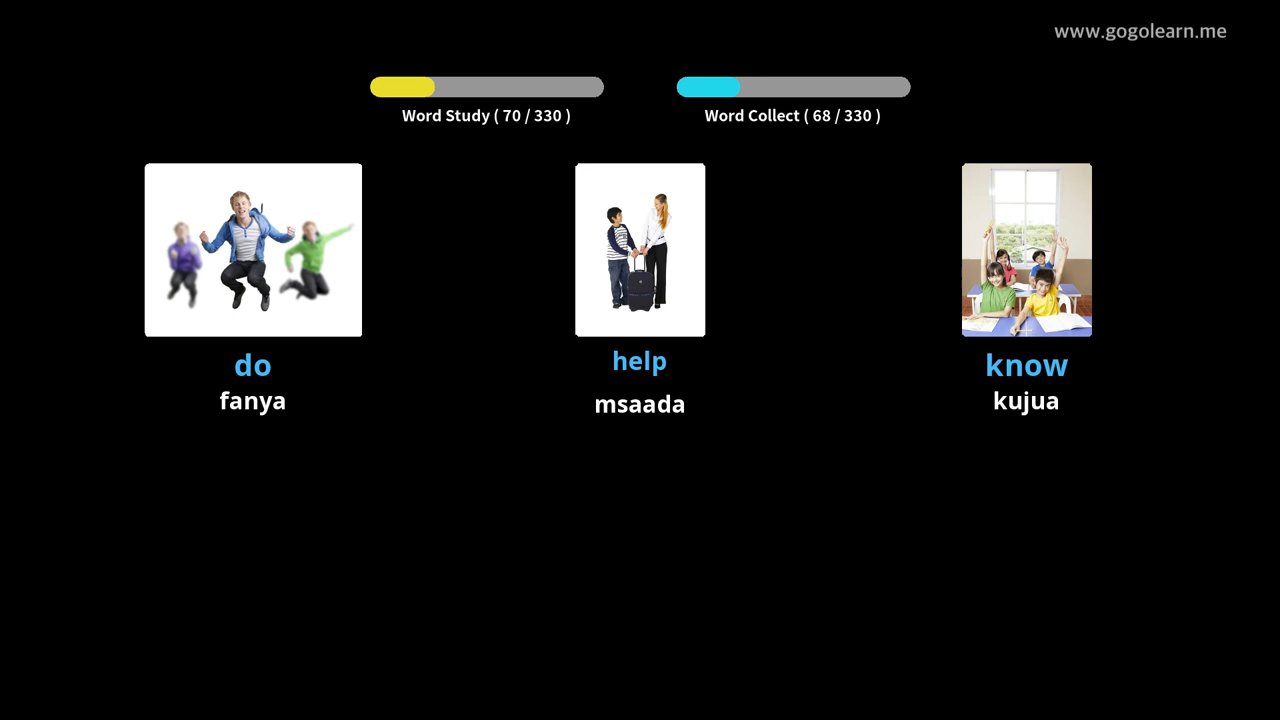 www.gogolearn.me
Word Study ( 70 / 330 )
Word Collect ( 68 / 330 )
do
fanya
help
msaada
know
kujua